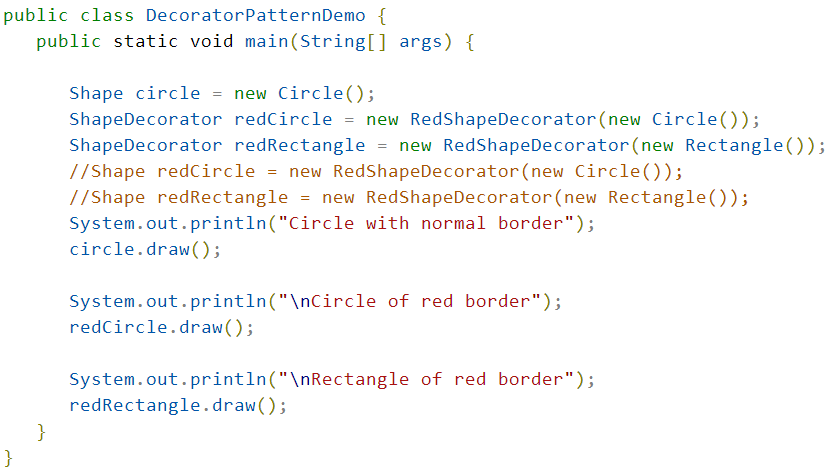 public class DecoratorPatternDemo {
   public static void main(String[] args) {

      Shape circle = new Circle();
      ShapeDecorator redCircle = new RedShapeDecorator(new Circle());
      ShapeDecorator redRectangle = new RedShapeDecorator(new Rectangle());
      //Shape redCircle = new RedShapeDecorator(new Circle());
      //Shape redRectangle = new RedShapeDecorator(new Rectangle());
      System.out.println("Circle with normal border");
      circle.draw();

      System.out.println("\nCircle of red border");
      redCircle.draw();

      System.out.println("\nRectangle of red border");
      redRectangle.draw();
   }
}